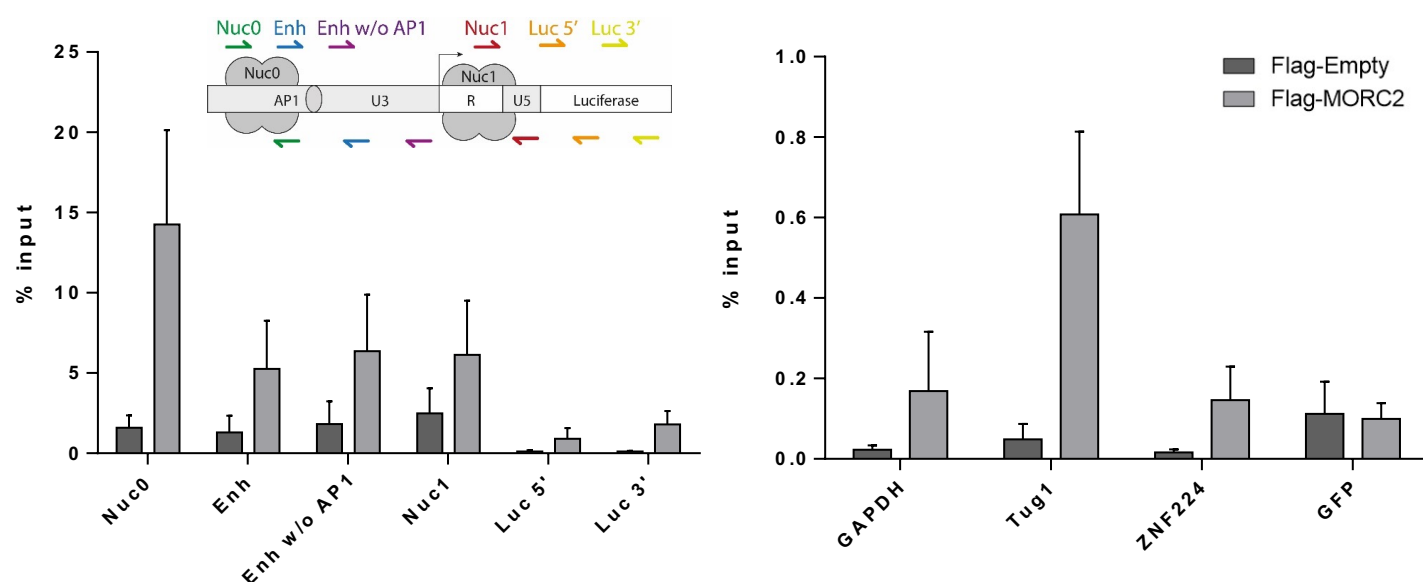 Nuc0 Enh Enh w/o AP1 Nuc1 Luc 5' Luc 3'
Nuc0 Nuc1
AP1 U3 R U5 Luciferase
25
20
15
10
5
0
% input
Nuc0 Enh Enh w/o AP1 Nuc1 Luc 5' Luc 3'
Flag-Empty
Flag-MORC2
1.0
0.8
0.6
0.4
0.2
0.0
% input
GAPDH Tug1 ZNF224 GFP